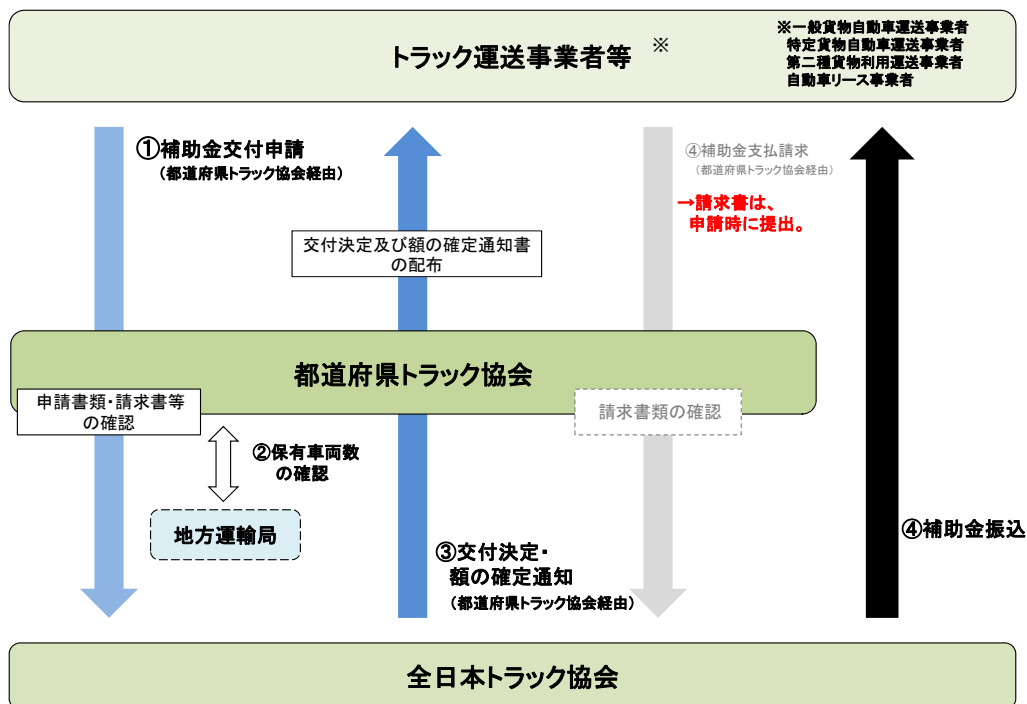 トラック運送事業者等 ※
※一般貨物自動車運送事業者
特定貨物自動車運送事業者
第二種貨物利用運送事業者
自動車リース事業者
①補助金交付申請
(都道府県トラック協会経由)
④補助金支払請求
(都道府県トラック協会経由)
→請求書は、
申請時に提出。
交付決定及び額の確定通知書
の配布
都道府県トラック協会
申請書類・請求書等
の確認
請求書類の確認
②保有車両数
の確認
地方運輸局
③交付決定・
額の確定通知
(都道府県トラック協会経由)
④補助金振込
全日本トラック協会